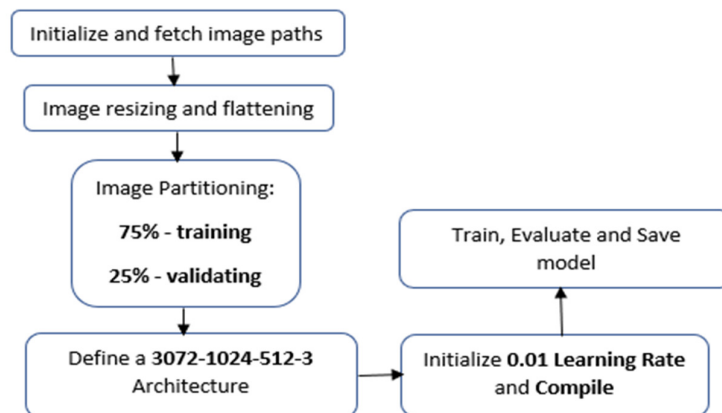 Initialize and fetch image paths
Image resizing and flattening
Image Partitioning:
75% - training
25% - validating
Define a 3072-1024-512-3
Architecture
Initialize 0.01 Learning Rate
and Compile
Train, Evaluate and Save
model